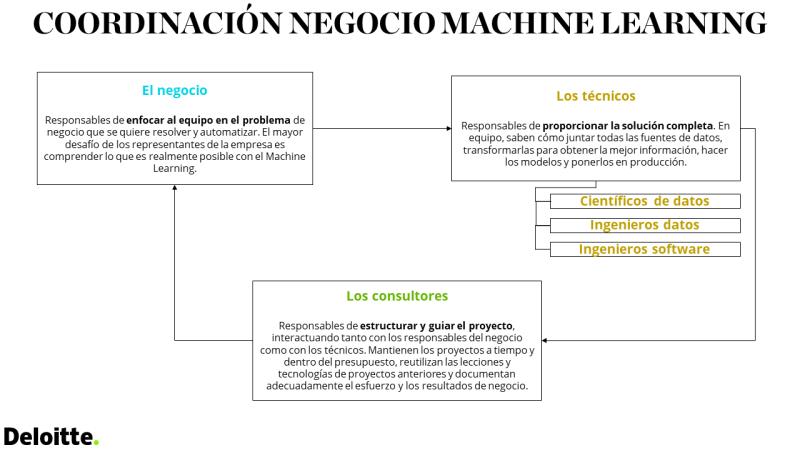 COORDINACIÓN NEGOCIO MACHINE LEARNING
El negocio
Responsables de enfocar al equipo en el problema de
negocio que se quiere resolver y automatizar. El mayor
desafío de los representantes de la empresa es
comprender lo que es realmente posible con el Machine
Learning.
Los técnicos
Responsables de proporcionar la solución completa. En
equipo, saben cómo juntar todas las fuentes de datos,
transformarlas para obtener la mejor información, hacer
los modelos y ponerlos en producción.
Científicos de datos
Ingenieros datos
Ingenieros software
Los consultores
Responsables de estructurar y guiar el proyecto,
interactuando tanto con los responsables del negocio
como con los técnicos. Mantienen los proyectos a tiempo y
dentro del presupuesto, reutilizan las lecciones y
tecnologías de proyectos anteriores y documentan
adecuadamente el esfuerzo y los resultados de negocio.
Deloitte.